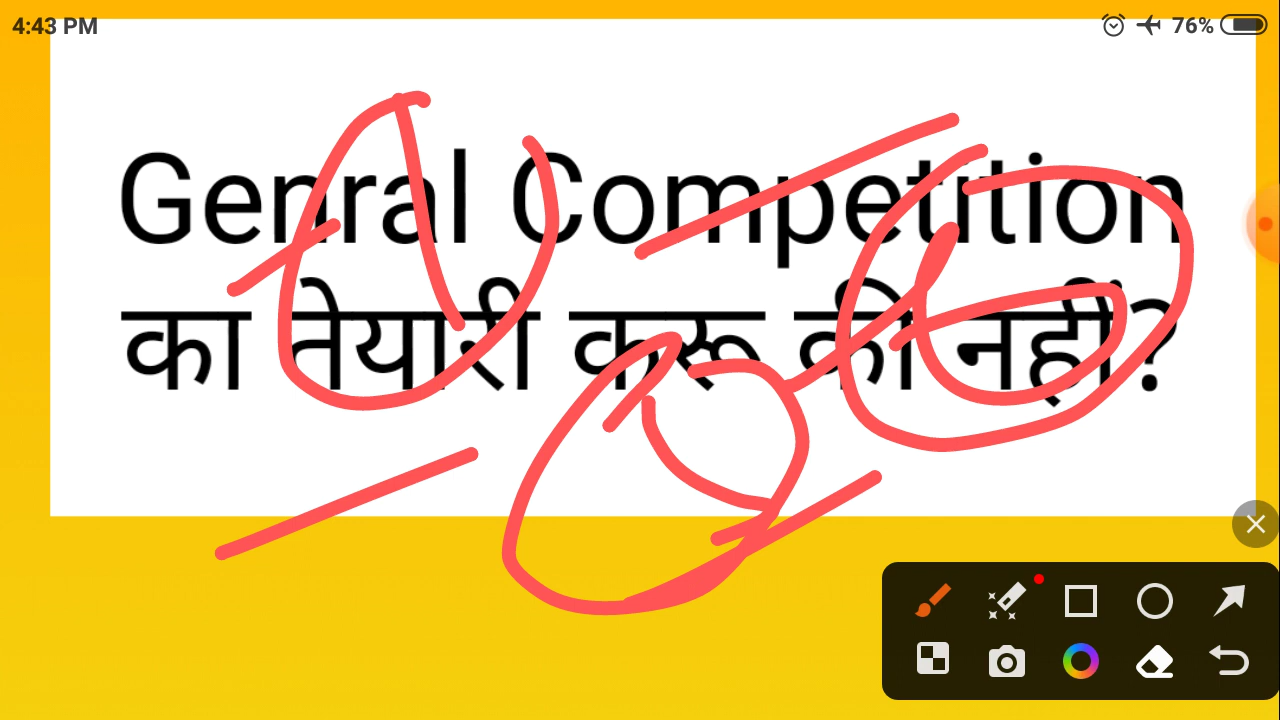 4:43 PM
76%
Genral Competition
का तेयारी करू की नहीं?